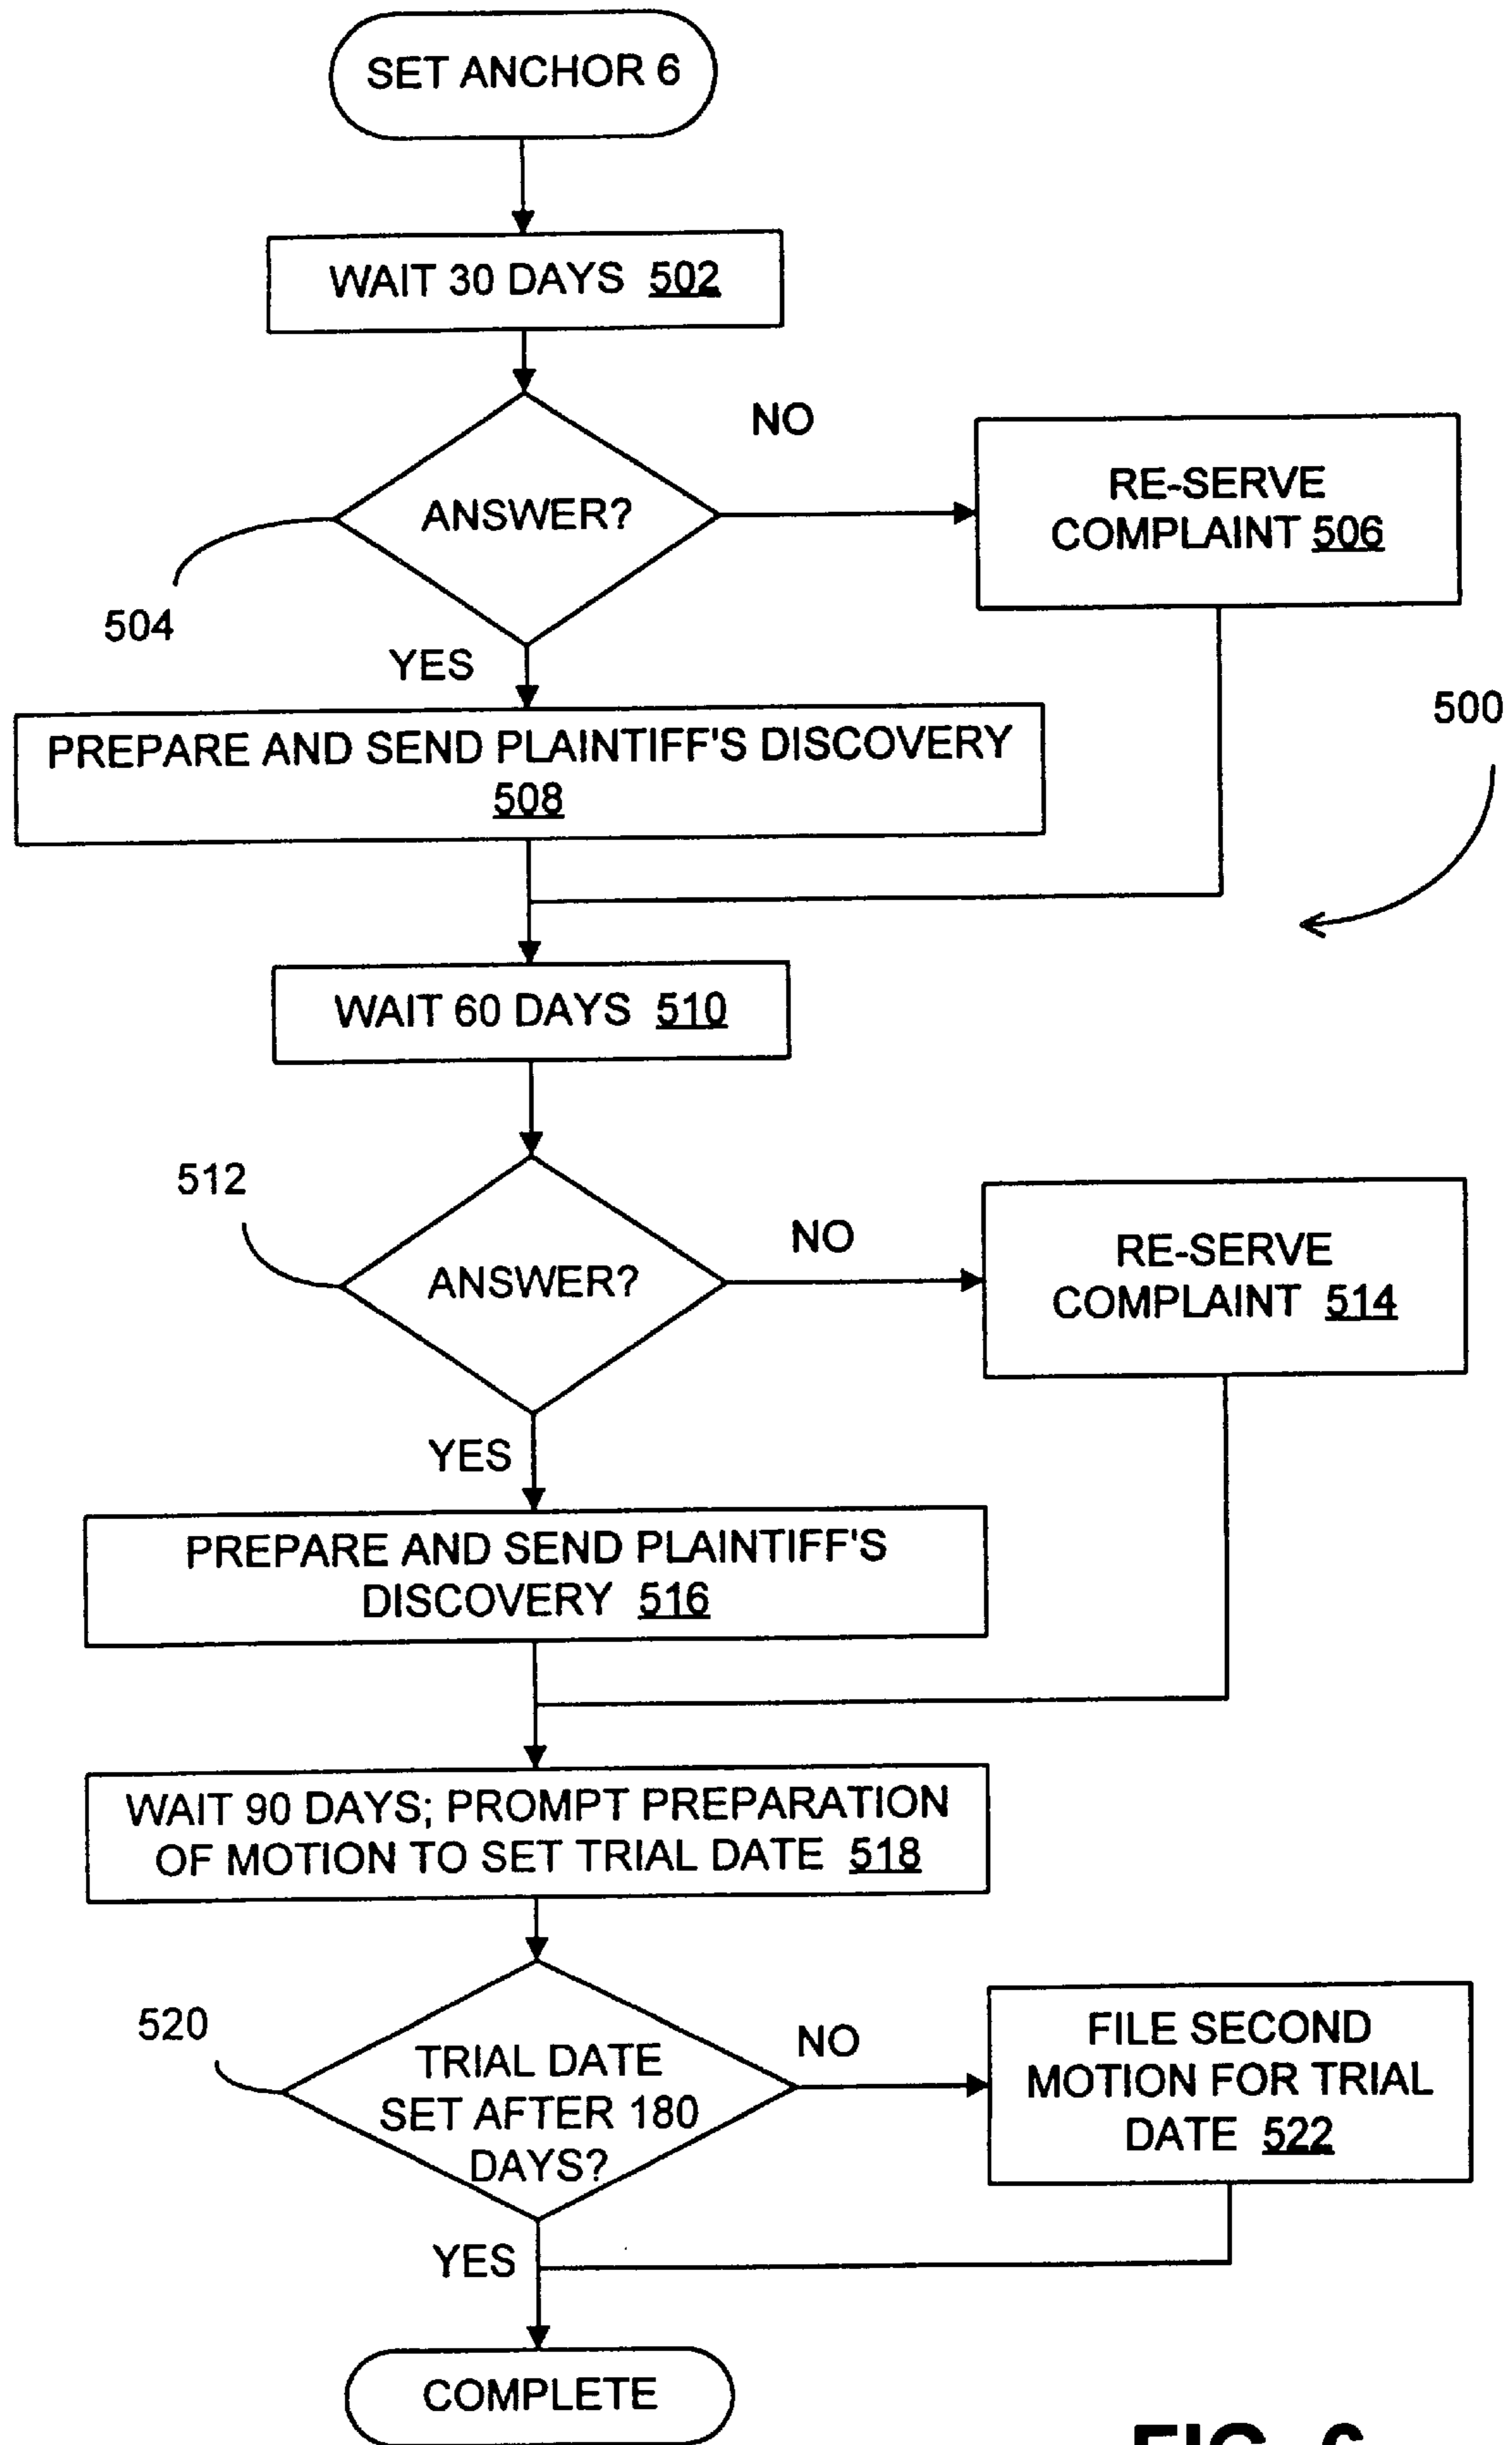 SET ANCHOR 6
WAIT 30 DAYS 502
NO
ANSWER?
RE-SERVE
COMPLAINT 506
504
YES
500
PREPARE AND SEND PLAINTIFF'S DISCOVERY
508
WAIT 60 DAYS 510
512
NO
ANSWER?
RE-SERVE
COMPLAINT 514
YES
PREPARE AND SEND PLAINTIFF'S
DISCOVERY 516
WAIT 90 DAYS; PROMPT PREPARATION
OF MOTION TO SET TRIAL DATE 518
520
NO
TRIAL DATE
SET AFTER 180
DAYS?
FILE SECOND
MOTION FOR TRIAL
DATE 522
YES
COMPLETE
FIG. 6